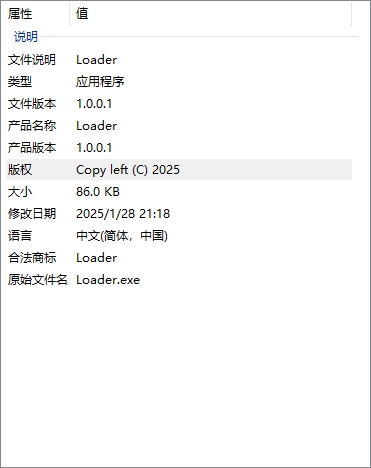 属性 值
说明
文件说明 Loader
类型 应用程序
文件版本 1.0.0.1
产品名称 Loader
产品版本 1.0.0.1
版权 Copy left (C) 2025
大小 86.0 KB
修改日期 2025/1/28 21:18
语言 中文(简体，中国)
合法商标 Loader
原始文件名 Loader.exe